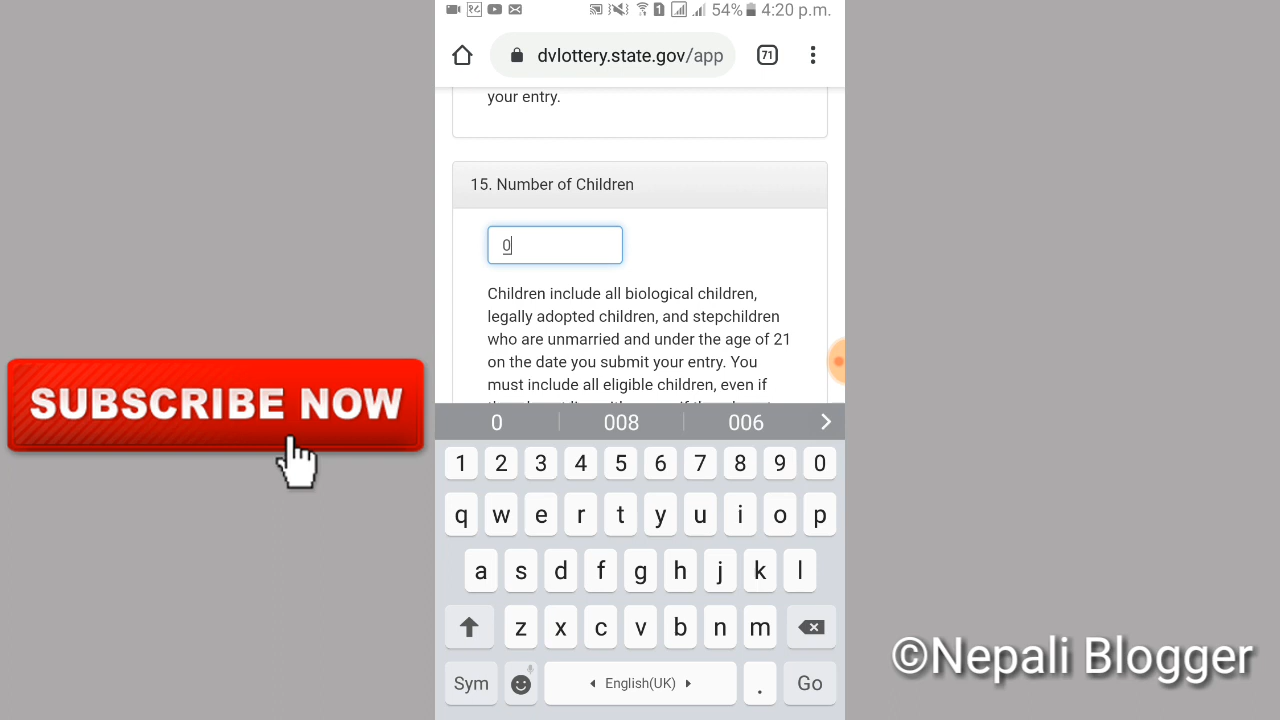 54% 4:20 p.m.
dvlottery.state.gov/app
71
your entry.
15. Number of Children
0
Children include all biological children,
legally adopted children, and stepchildren
who are unmarried and under the age of 21
on the date you submit your entry. You
must include all eligible children, even if
SUBSCRIBE NOW
0 008 006
1 2 3 4 5 6 7 8 9 0
q w e r t y u i o p
a s d f g h j k l
z x c v b n m
Sym English(UK) . Go
©Nepali Blogger